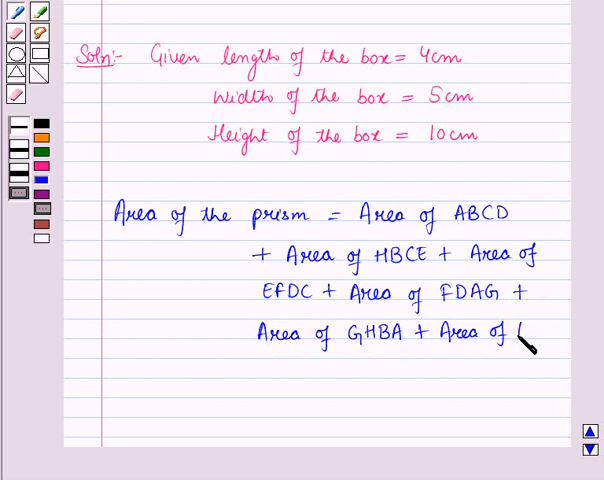 Soln:- Given length of the box = 4cm
Width of the box = 5cm
Height of the box = 10cm
Area of the prism = Area of ABCD
+ Area of HBCE + Area of
EFDC + Area of FDAG +
Area of GHBA + Area of